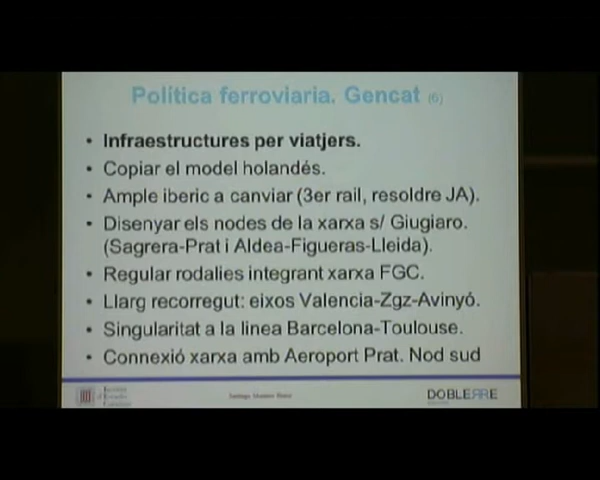 Política ferroviaria. Gencat (6)
• Infraestructures per viatjers.
• Copiar el model holandés.
• Ample iberic a canviar (3er rail, resoldre JA).
• Disenyar els nodes de la xarxa s/ Giugiaro.
(Sagrera-Prat i Aldea-Figueras-Lleida).
• Regular rodalies integrant xarxa FGC.
• Llarg recorregut: eixos Valencia-Zgz-Avinyó.
• Singularitat a la linea Barcelona-Toulouse.
• Connexió xarxa amb Aeroport Prat. Nod sud
DOBLERRE